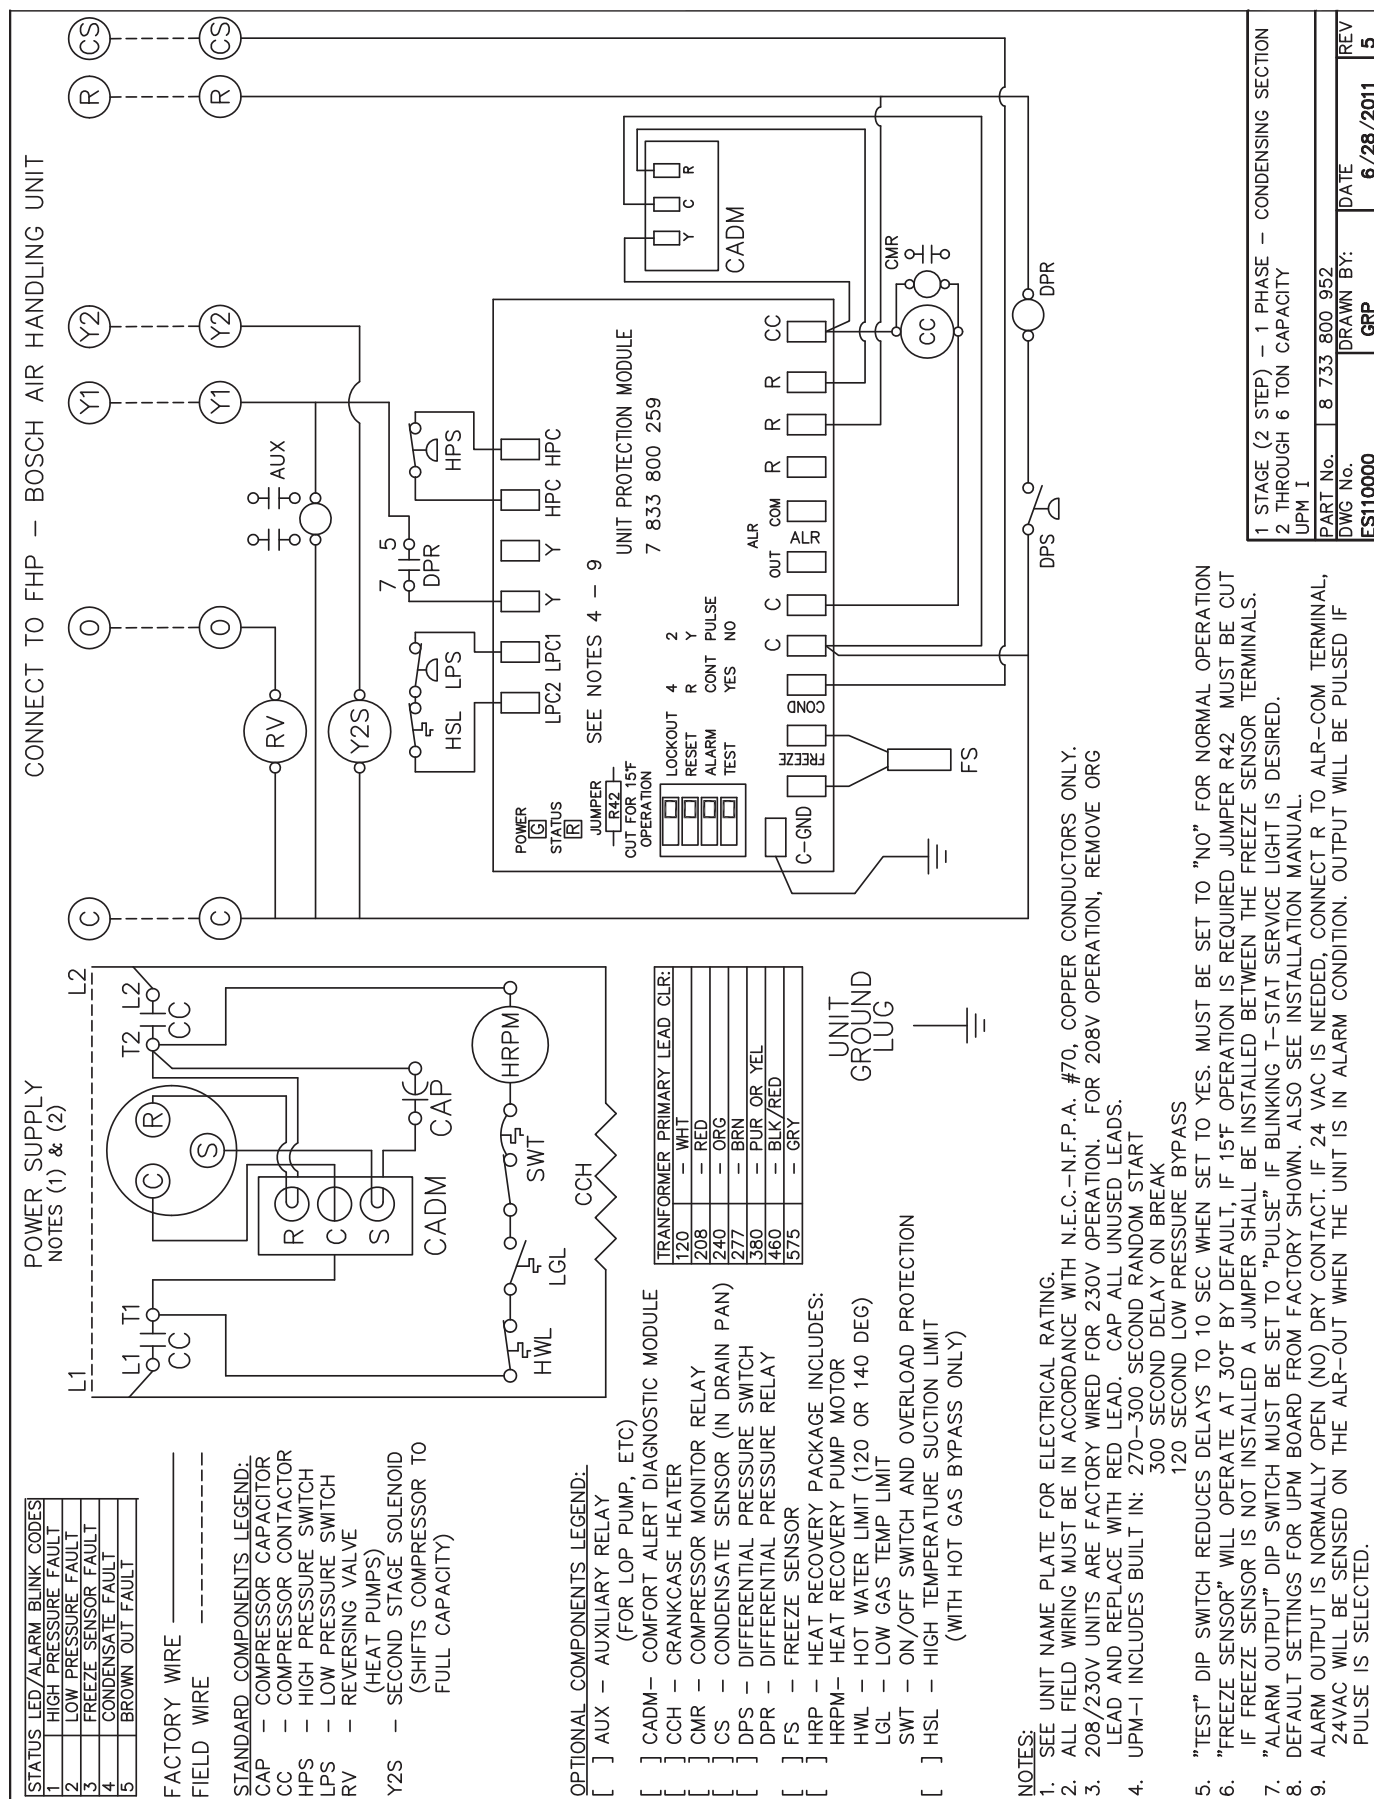 STATUS LED/ALARM BLINK CODES
1 HIGH PRESSURE FAULT
2 LOW PRESSURE FAULT
3 FREEZE SENSOR FAULT
4 CONDENSATE FAULT
5 BROWN OUT FAULT
FACTORY WIRE
FIELD WIRE
STANDARD COMPONENTS LEGEND:
CAP – COMPRESSOR CAPACITOR
CC – COMPRESSOR CONTACTOR
HPS – HIGH PRESSURE SWITCH
LPS – LOW PRESSURE SWITCH
RV – REVERSING VALVE
(HEAT PUMPS)
Y2S – SECOND STAGE SOLENOID
(SHIFTS COMPRESSOR TO
FULL CAPACITY)
OPTIONAL COMPONENTS LEGEND:
[ ] AUX – AUXILIARY RELAY
(FOR LOP PUMP, ETC)
[ ] CADM– COMFORT ALERT DIAGNOSTIC MODULE
[ ] CCH – CRANKCASE HEATER
[ ] CMR – COMPRESSOR MONITOR RELAY
[ ] CS – CONDENSATE SENSOR (IN DRAIN PAN)
[ ] DPS – DIFFERENTIAL PRESSURE SWITCH
DPR – DIFFERENTIAL PRESSURE RELAY
[ ] FS – FREEZE SENSOR
[ ] HRP – HEAT RECOVERY PACKAGE INCLUDES:
HRPM– HEAT RECOVERY PUMP MOTOR
HWL – HOT WATER LIMIT (120 OR 140 DEG)
LGL – LOW GAS TEMP LIMIT
SWT – ON/OFF SWITCH AND OVERLOAD PROTECTION
[ ] HSL – HIGH TEMPERATURE SUCTION LIMIT
(WITH HOT GAS BYPASS ONLY)
POWER SUPPLY
NOTES (1) & (2)
L1
L2
L1
T1
CC
T2
L2
CC
C
R
S
R
C
S
CADM
CAP
HWL
LGL
SWT
HRPM
CCH
TRANFORMER PRIMARY LEAD CLR:
120 – WHT
208 – RED
240 – ORG
277 – BRN
380 – PUR OR YEL
460 – BLK/RED
575 – GRY
UNIT
GROUND
LUG
CONNECT TO FHP – BOSCH AIR HANDLING UNIT
C
O
Y1
Y2
R
CS
C
O
Y1
Y2
R
CS
RV
Y2S
AUX
HSL
LPS
7
5
DPR
HPS
LPC2
LPC1
Y
Y
HPC
HPC
POWER
G
STATUS
R
JUMPER
R42
CUT FOR 15°F
OPERATION
SEE NOTES 4 – 9
UNIT PROTECTION MODULE
7 833 800 259
LOCKOUT 4 2
RESET R Y
ALARM CONT PULSE
TEST YES NO
C-GND
FREEZE
COND
C
C
OUT
ALR
COM
ALR
R
R
R
CC
FS
Y
C
R
CADM
CC
CMR
DPS
DPR
NOTES:
1. SEE UNIT NAME PLATE FOR ELECTRICAL RATING.
2. ALL FIELD WIRING MUST BE IN ACCORDANCE WITH N.E.C.–N.F.P.A. #70, COPPER CONDUCTORS ONLY.
3. 208/230V UNITS ARE FACTORY WIRED FOR 230V OPERATION. FOR 208V OPERATION, REMOVE ORG
LEAD AND REPLACE WITH RED LEAD. CAP ALL UNUSED LEADS.
4. UPM–I INCLUDES BUILT IN: 270–300 SECOND RANDOM START
300 SECOND DELAY ON BREAK
120 SECOND LOW PRESSURE BYPASS
5. "TEST" DIP SWITCH REDUCES DELAYS TO 10 SEC WHEN SET TO YES. MUST BE SET TO "NO" FOR NORMAL OPERATION
6. "FREEZE SENSOR" WILL OPERATE AT 30°F BY DEFAULT, IF 15°F OPERATION IS REQUIRED JUMPER R42 MUST BE CUT
IF FREEZE SENSOR IS NOT INSTALLED A JUMPER SHALL BE INSTALLED BETWEEN THE FREEZE SENSOR TERMINALS.
7. "ALARM OUTPUT" DIP SWITCH MUST BE SET TO "PULSE" IF BLINKING T–STAT SERVICE LIGHT IS DESIRED.
8. DEFAULT SETTINGS FOR UPM BOARD FROM FACTORY SHOWN. ALSO SEE INSTALLATION MANUAL.
9. ALARM OUTPUT IS NORMALLY OPEN (NO) DRY CONTACT. IF 24 VAC IS NEEDED, CONNECT R TO ALR–COM TERMINAL,
24VAC WILL BE SENSED ON THE ALR–OUT WHEN THE UNIT IS IN ALARM CONDITION. OUTPUT WILL BE PULSED IF
PULSE IS SELECTED.
1 STAGE (2 STEP) – 1 PHASE – CONDENSING SECTION
2 THROUGH 6 TON CAPACITY
UPM I
PART No. 8 733 800 952
DWG No. DRAWN BY: DATE REV
ES110000 GRP 6/28/2011 5